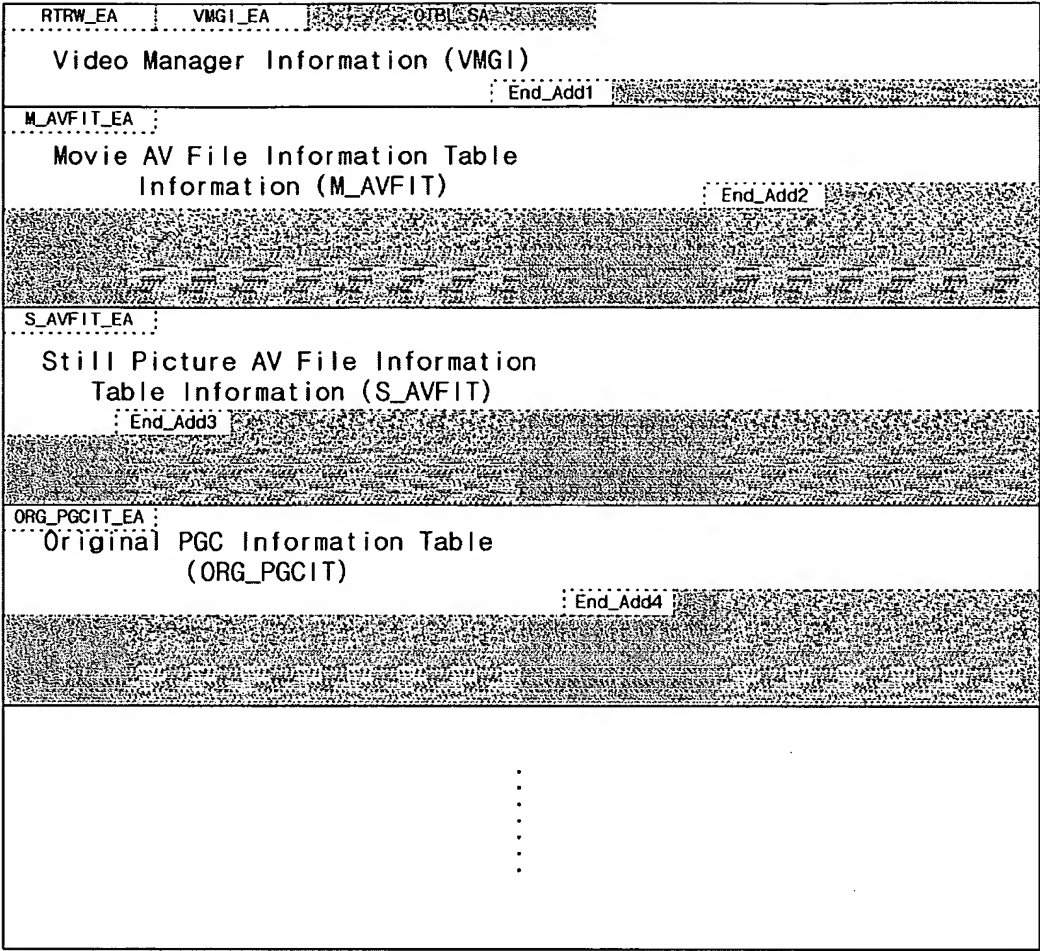 RTRW_EA VMGI_EA OTBL_SA
Video Manager Information (VMGI)
End_Add1
M_AVFIT_EA
Movie AV File Information Table
Information (M_AVFIT)
End_Add2
S_AVFIT_EA
Still Picture AV File Information
Table Information (S_AVFIT)
End_Add3
ORG_PGCIT_EA
Original PGC Information Table
(ORG_PGCIT)
End_Add4